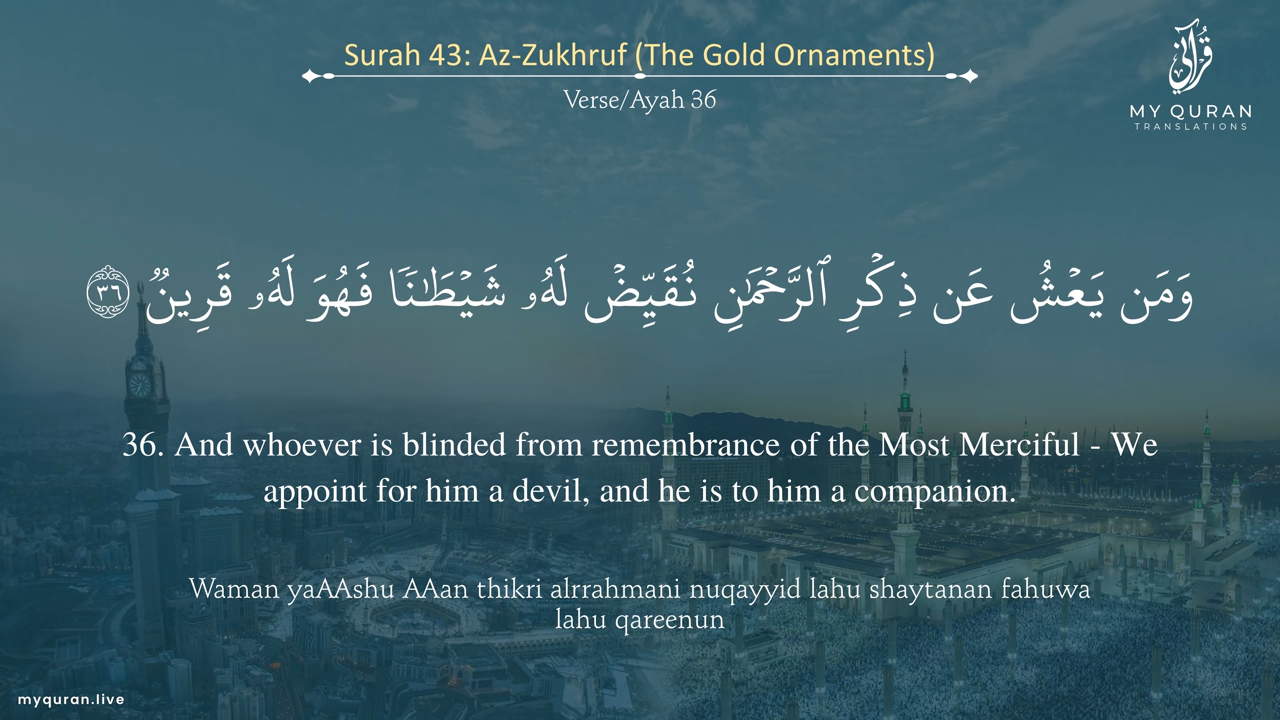 Surah 43: Az-Zukhruf (The Gold Ornaments)
Verse/Ayah 36
قرآني
MY QURAN
TRANSLATIONS
وَمَن يَعْشُ عَن ذِكْرِ ٱلرَّحْمَٰنِ نُقَيِّضْ لَهُۥ شَيْطَٰنًا فَهُوَ لَهُۥ قَرِينٌ ٣٦
36. And whoever is blinded from remembrance of the Most Merciful - We
appoint for him a devil, and he is to him a companion.
Waman yaAAshu AAan thikri alrrahmani nuqayyid lahu shaytanan fahuwa
lahu qareenun
myquran.live